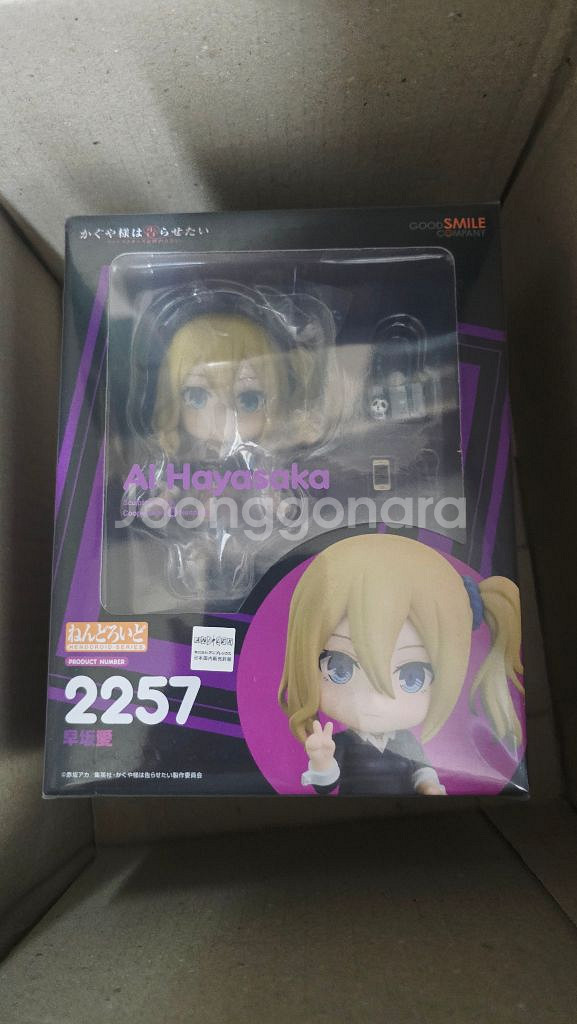 かぐや様は告らせたい
GOOD SMILE
COMPANY
Ai Hayasaka
Joonggonara
ねんどろいど
NENDOROID SERIES
PRODUCT NUMBER
2257
早坂愛
©赤坂アカ/集英社・かぐや様は告らせたい製作委員会